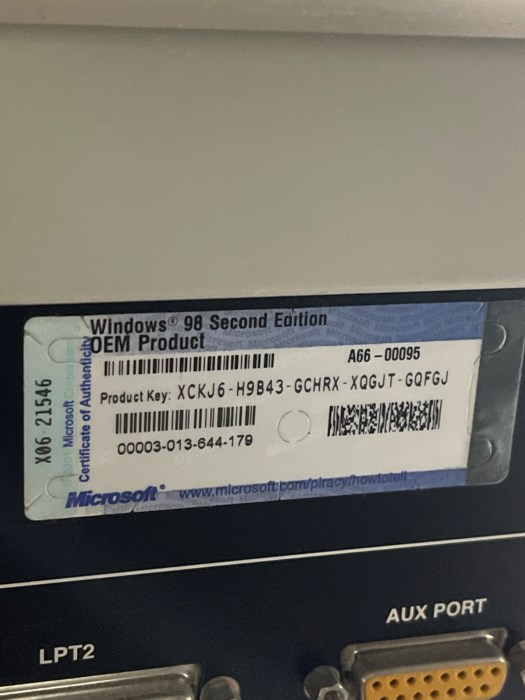 Windows® 98 Second Edition
OEM Product
A66-00095
Product Key: XCKJ6-H9B43-GCHRX-XQGJT-GQFGJ
00003-013-644-179
Microsoft® www.microsoft.com/piracy/howtotell
X06-21546
Microsoft
Certificate of Authenticity
AUX PORT
LPT2